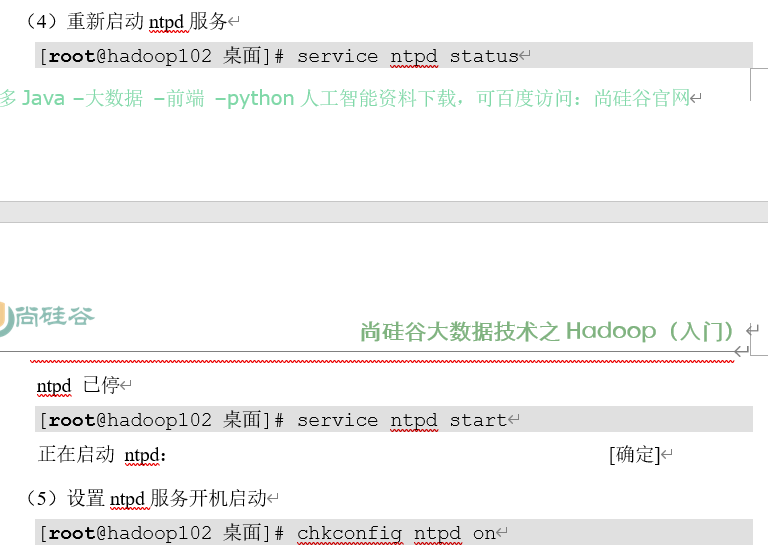 （4）重新启动 ntpd 服务
[root@hadoop102 桌面]# service ntpd status
多 Java –大数据 –前端 –python 人工智能资料下载，可百度访问：尚硅谷官网
尚硅谷
尚硅谷大数据技术之 Hadoop（入门）
ntpd 已停
[root@hadoop102 桌面]# service ntpd start
正在启动 ntpd： [确定]
（5）设置 ntpd 服务开机启动
[root@hadoop102 桌面]# chkconfig ntpd on